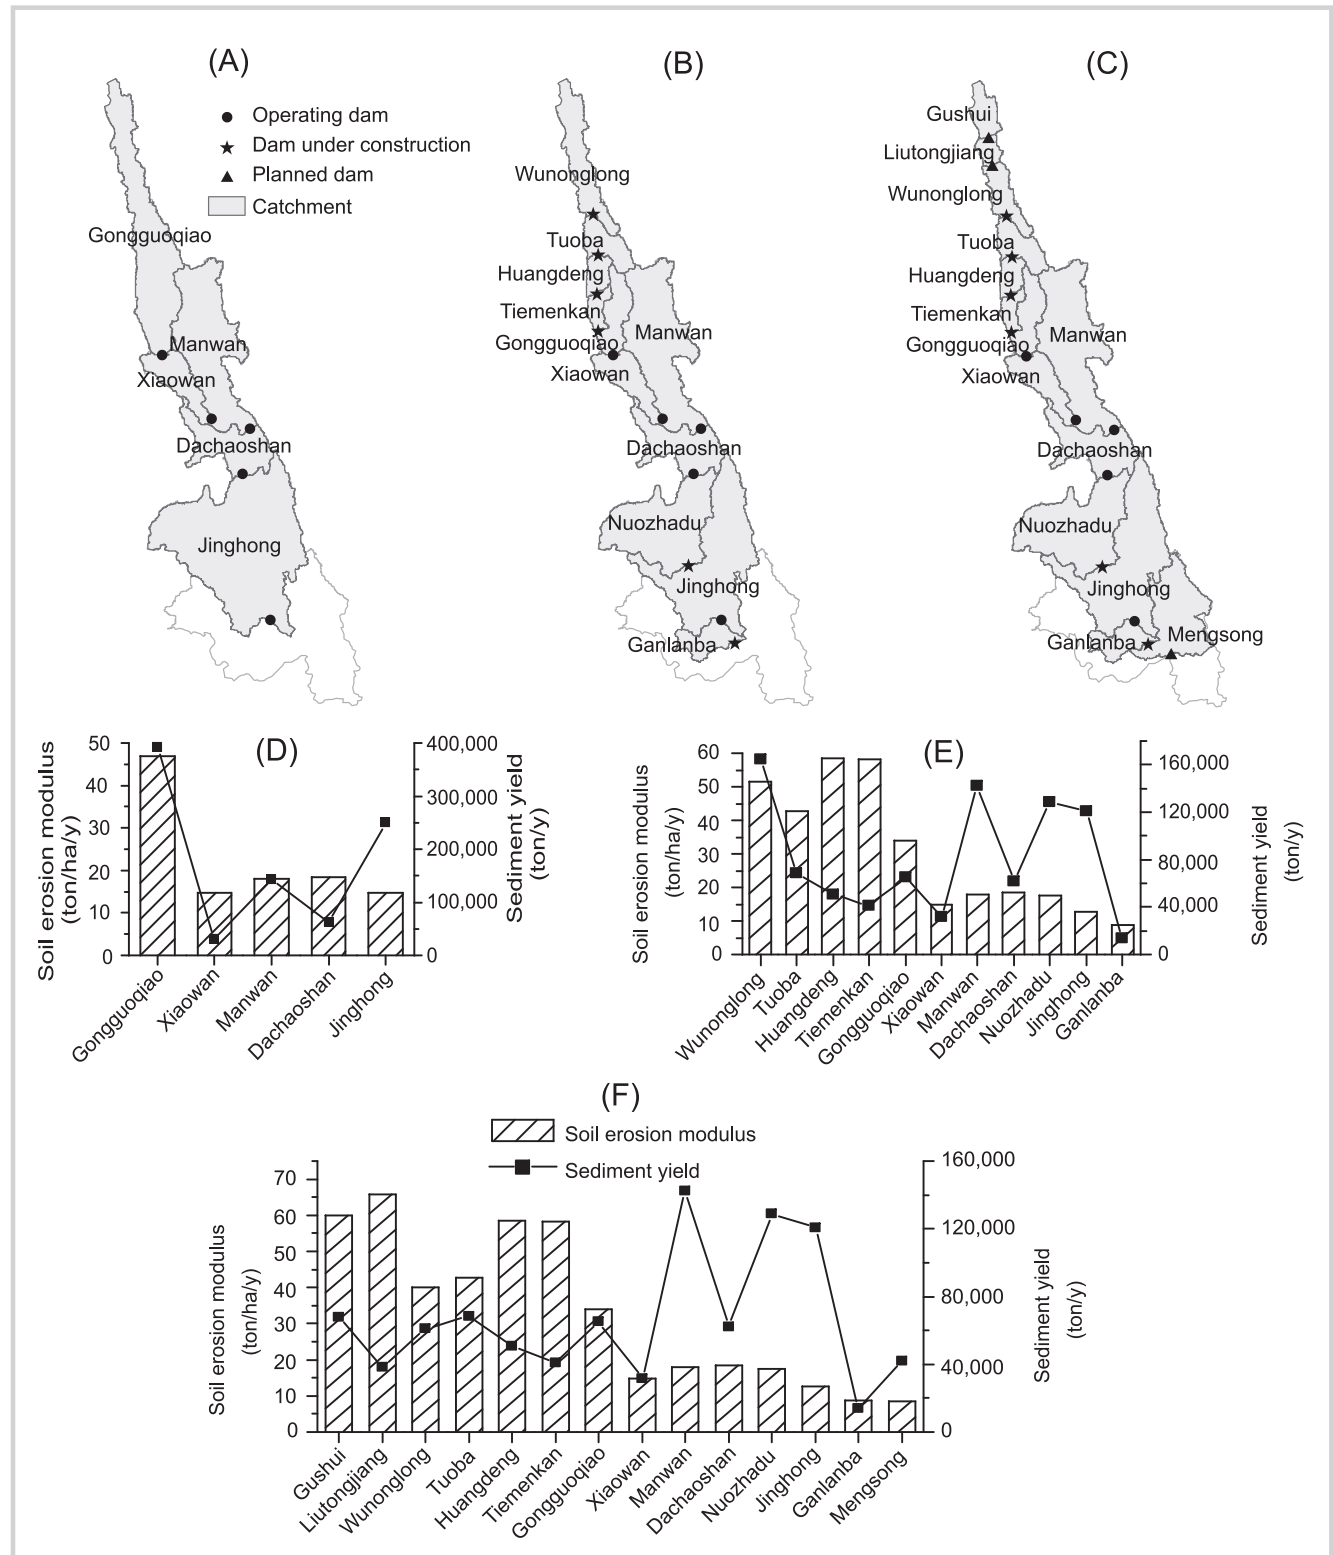 (A)
(B)
(C)
Operating dam
Dam under construction
Planned dam
Catchment
Gongguoqiao
Manwan
Xiaowan
Dachaoshan
Jinghong
Wunonglong
Tuoba
Huangdeng
Tiemenkan
Manwan
Gongguoqiao
Xiaowan
Dachaoshan
Nuozhadu
Jinghong
Ganlanba
Gushui
Liutongjiang
Wunonglong
Tuoba
Huangdeng
Tiemenkan
Manwan
Gongguoqiao
Xiaowan
Dachaoshan
Nuozhadu
Jinghong
Mengsong
Ganlanba
(D)
Soil erosion modulus
(ton/ha/y)
50
40
30
20
10
0
400,000
300,000
200,000
100,000
0
Sediment yield
(ton/y)
Gongguoqiao
Xiaowan
Manwan
Dachaoshan
Jinghong
(E)
Soil erosion modulus
(ton/ha/y)
60
50
40
30
20
10
0
160,000
120,000
80,000
40,000
0
Sediment yield
(ton/y)
Wunonglong
Tuoba
Huangdeng
Tiemenkan
Gongguoqiao
Xiaowan
Manwan
Dachaoshan
Nuozhadu
Jinghong
Ganlanba
(F)
Soil erosion modulus
Sediment yield
Soil erosion modulus
(ton/ha/y)
70
60
50
40
30
20
10
0
160,000
120,000
80,000
40,000
0
Sediment yield
(ton/y)
Gushui
Liutongjiang
Wunonglong
Tuoba
Huangdeng
Tiemenkan
Gongguoqiao
Xiaowan
Manwan
Dachaoshan
Nuozhadu
Jinghong
Ganlanba
Mengsong